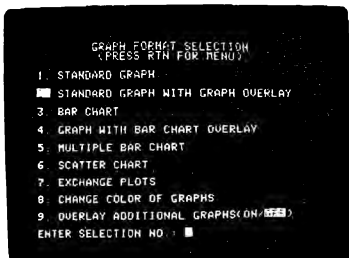 GRAPH FORMAT SELECTION
(PRESS RTN FOR MENU)
1. STANDARD GRAPH
STANDARD GRAPH WITH GRAPH OVERLAY
3. BAR CHART
4. GRAPH WITH BAR CHART OVERLAY
5. MULTIPLE BAR CHART
6. SCATTER CHART
7. EXCHANGE PLOTS
8. CHANGE COLOR OF GRAPHS
9. OVERLAY ADDITIONAL GRAPHS(ON/OFF)
ENTER SELECTION NO.: